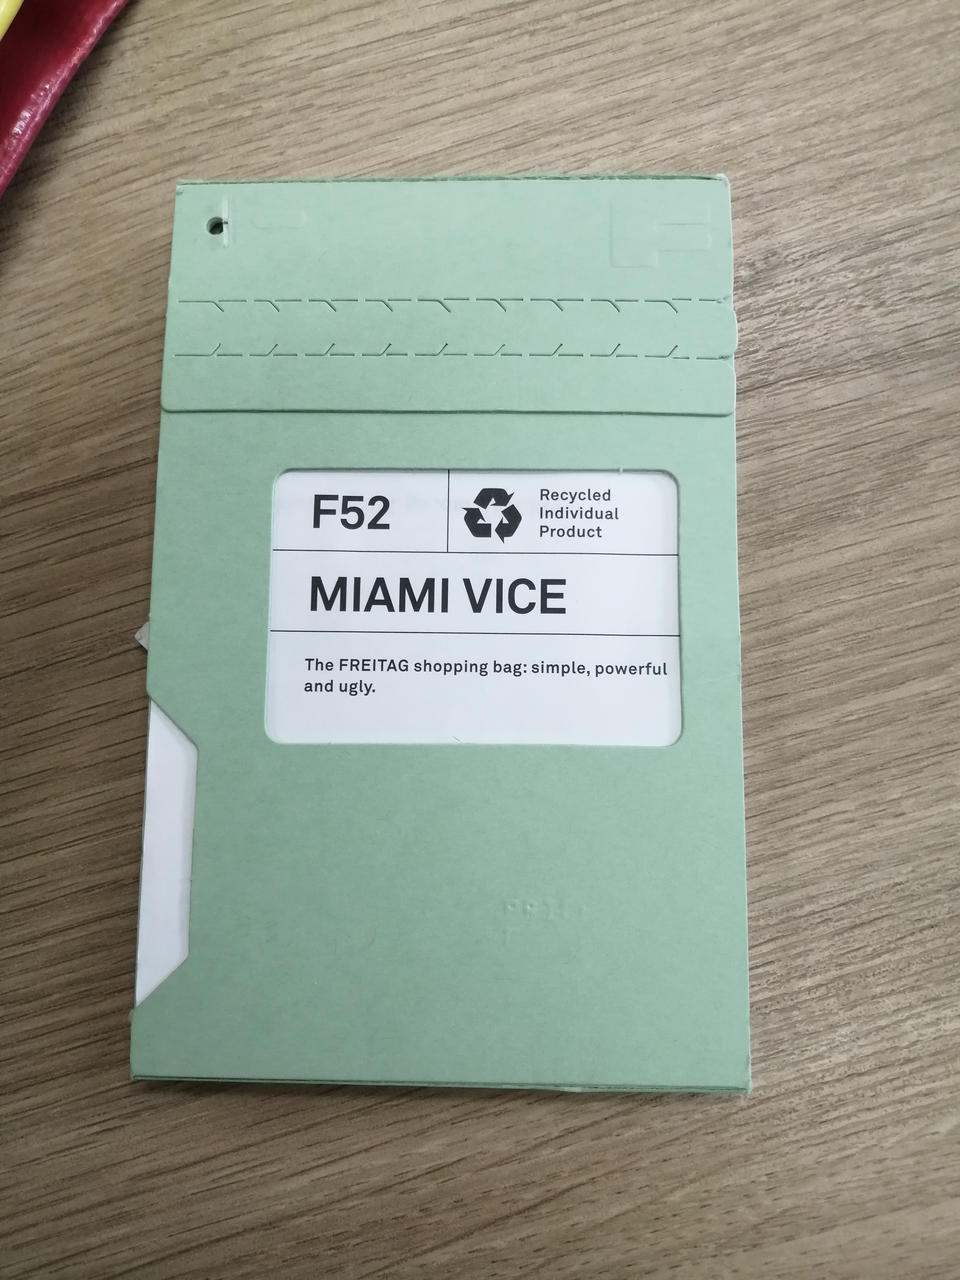 F52
Recycled
Individual
Product
MIAMI VICE
The FREITAG shopping bag: simple, powerful
and ugly.